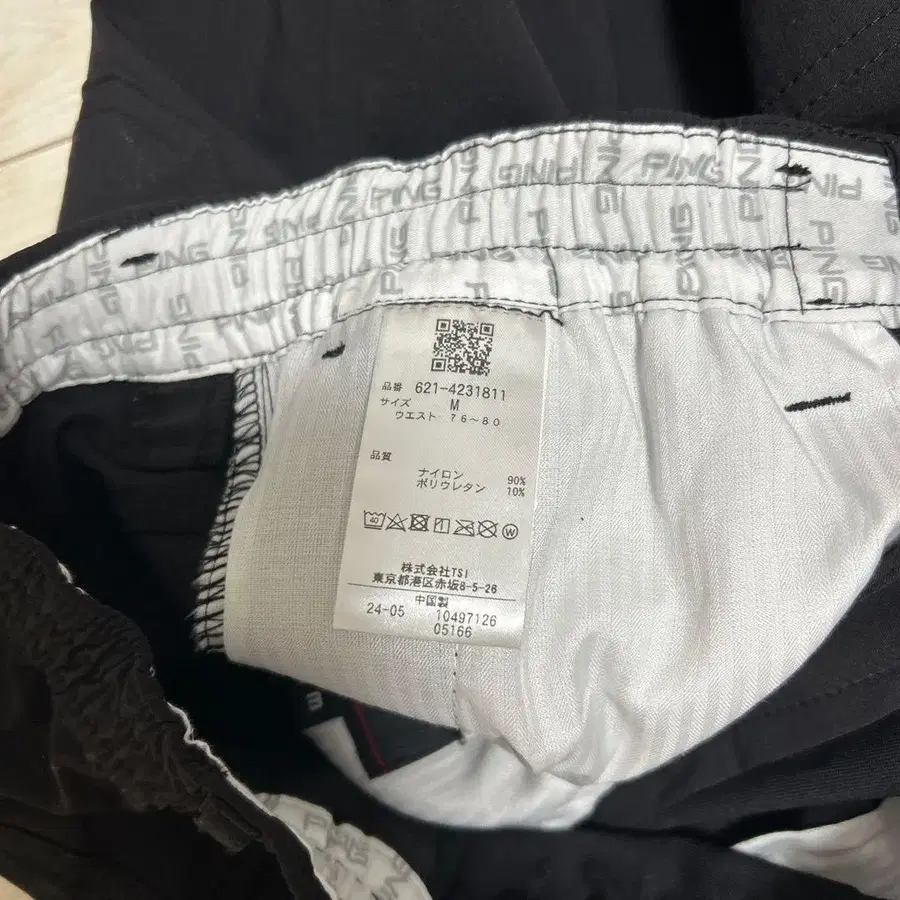 PING
品番 621-4231811
サイズ M
ウエスト 76～80
品質
ナイロン 90%
ポリウレタン 10%
40
W
株式会社TSI
東京都港区赤坂8-5-26
中国製
24-05 10497126
05166
m